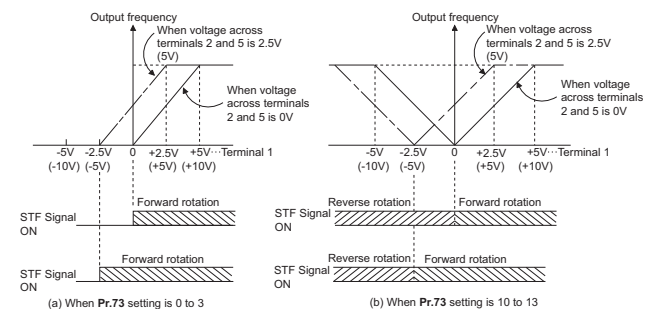 Output frequency
When voltage across
terminals 2 and 5 is 2.5V
(5V)
When voltage
across terminals
2 and 5 is 0V
-5V -2.5V 0 +2.5V +5V···Terminal 1
(-10V) (-5V) (+5V) (+10V)
Forward rotation
STF Signal
ON
Forward rotation
STF Signal
ON
(a) When Pr.73 setting is 0 to 3
Output frequency
When voltage across
terminals 2 and 5 is 2.5V
(5V)
When voltage
across terminals
2 and 5 is 0V
-5V -2.5V 0 +2.5V +5V···Terminal 1
(-10V) (-5V) (+5V) (+10V)
Reverse rotation Forward rotation
STF Signal
ON
Reverse rotation Forward rotation
STF Signal
ON
(b) When Pr.73 setting is 10 to 13